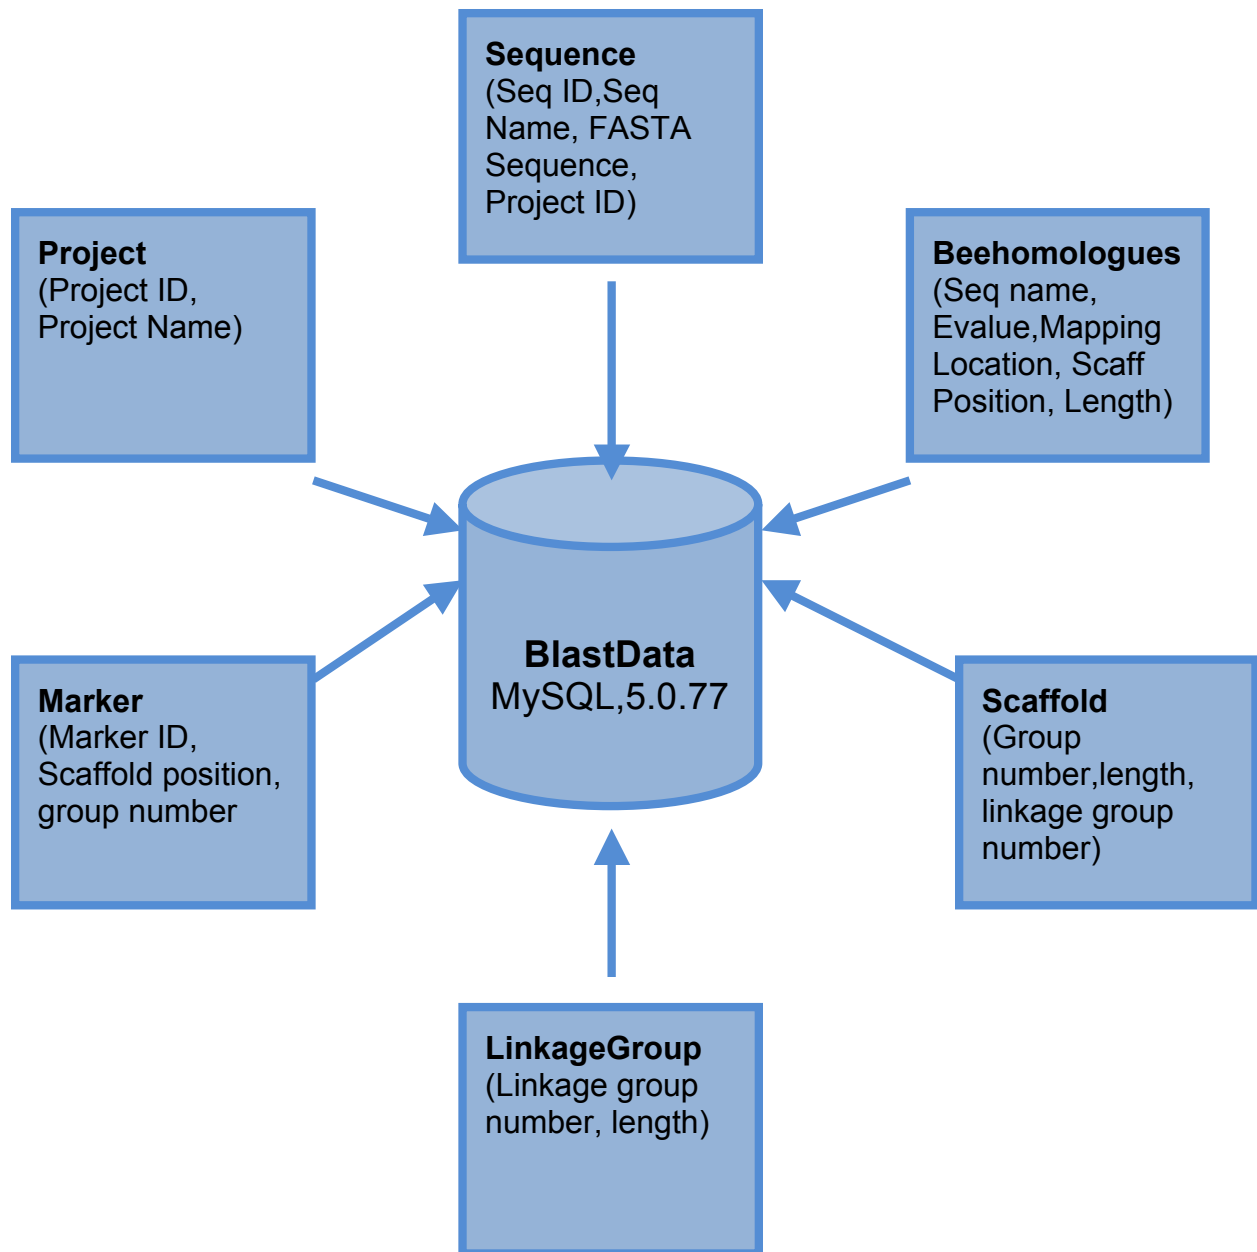 Sequence
(Seq ID,Seq
Name, FASTA
Sequence,
Project ID)
Project
(Project ID,
Project Name)
Beehomologues
(Seq name,
Evalue,Mapping
Location, Scaff
Position, Length)
BlastData
MySQL,5.0.77
Marker
(Marker ID,
Scaffold position,
group number
Scaffold
(Group
number,length,
linkage group
number)
LinkageGroup
(Linkage group
number, length)